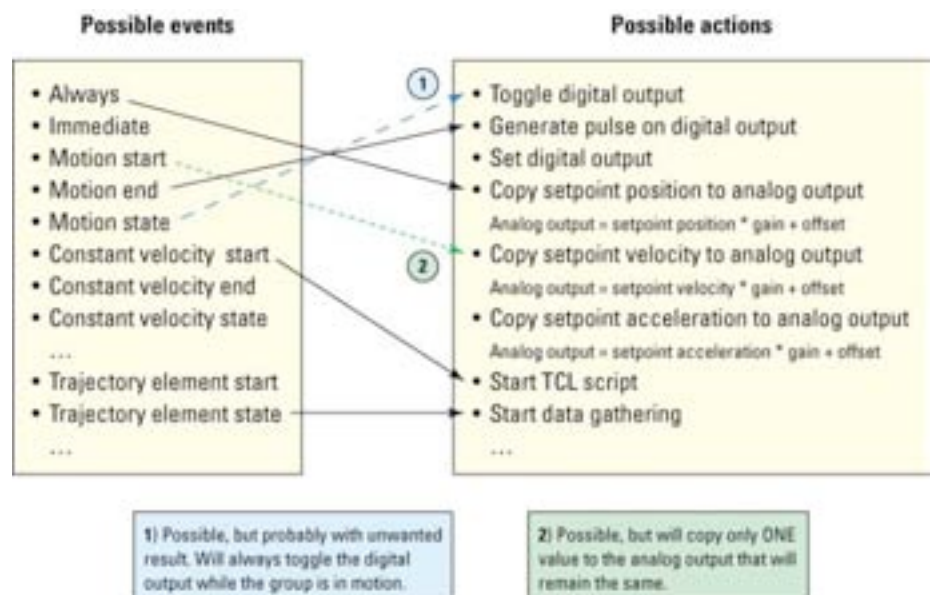 Possible events
• Always
• Immediate
• Motion start
• Motion end
• Motion state
• Constant velocity start
• Constant velocity end
• Constant velocity state
...
• Trajectory element start
• Trajectory element state
...
Possible actions
• Toggle digital output
• Generate pulse on digital output
• Set digital output
• Copy setpoint position to analog output
Analog output = setpoint position * gain + offset
• Copy setpoint velocity to analog output
Analog output = setpoint velocity * gain + offset
• Copy setpoint acceleration to analog output
Analog output = setpoint acceleration * gain + offset
• Start TCL script
• Start data gathering
...
1
2
1) Possible, but probably with unwanted
result. Will always toggle the digital
output while the group is in motion.
2) Possible, but will copy only ONE
value to the analog output that will
remain the same.